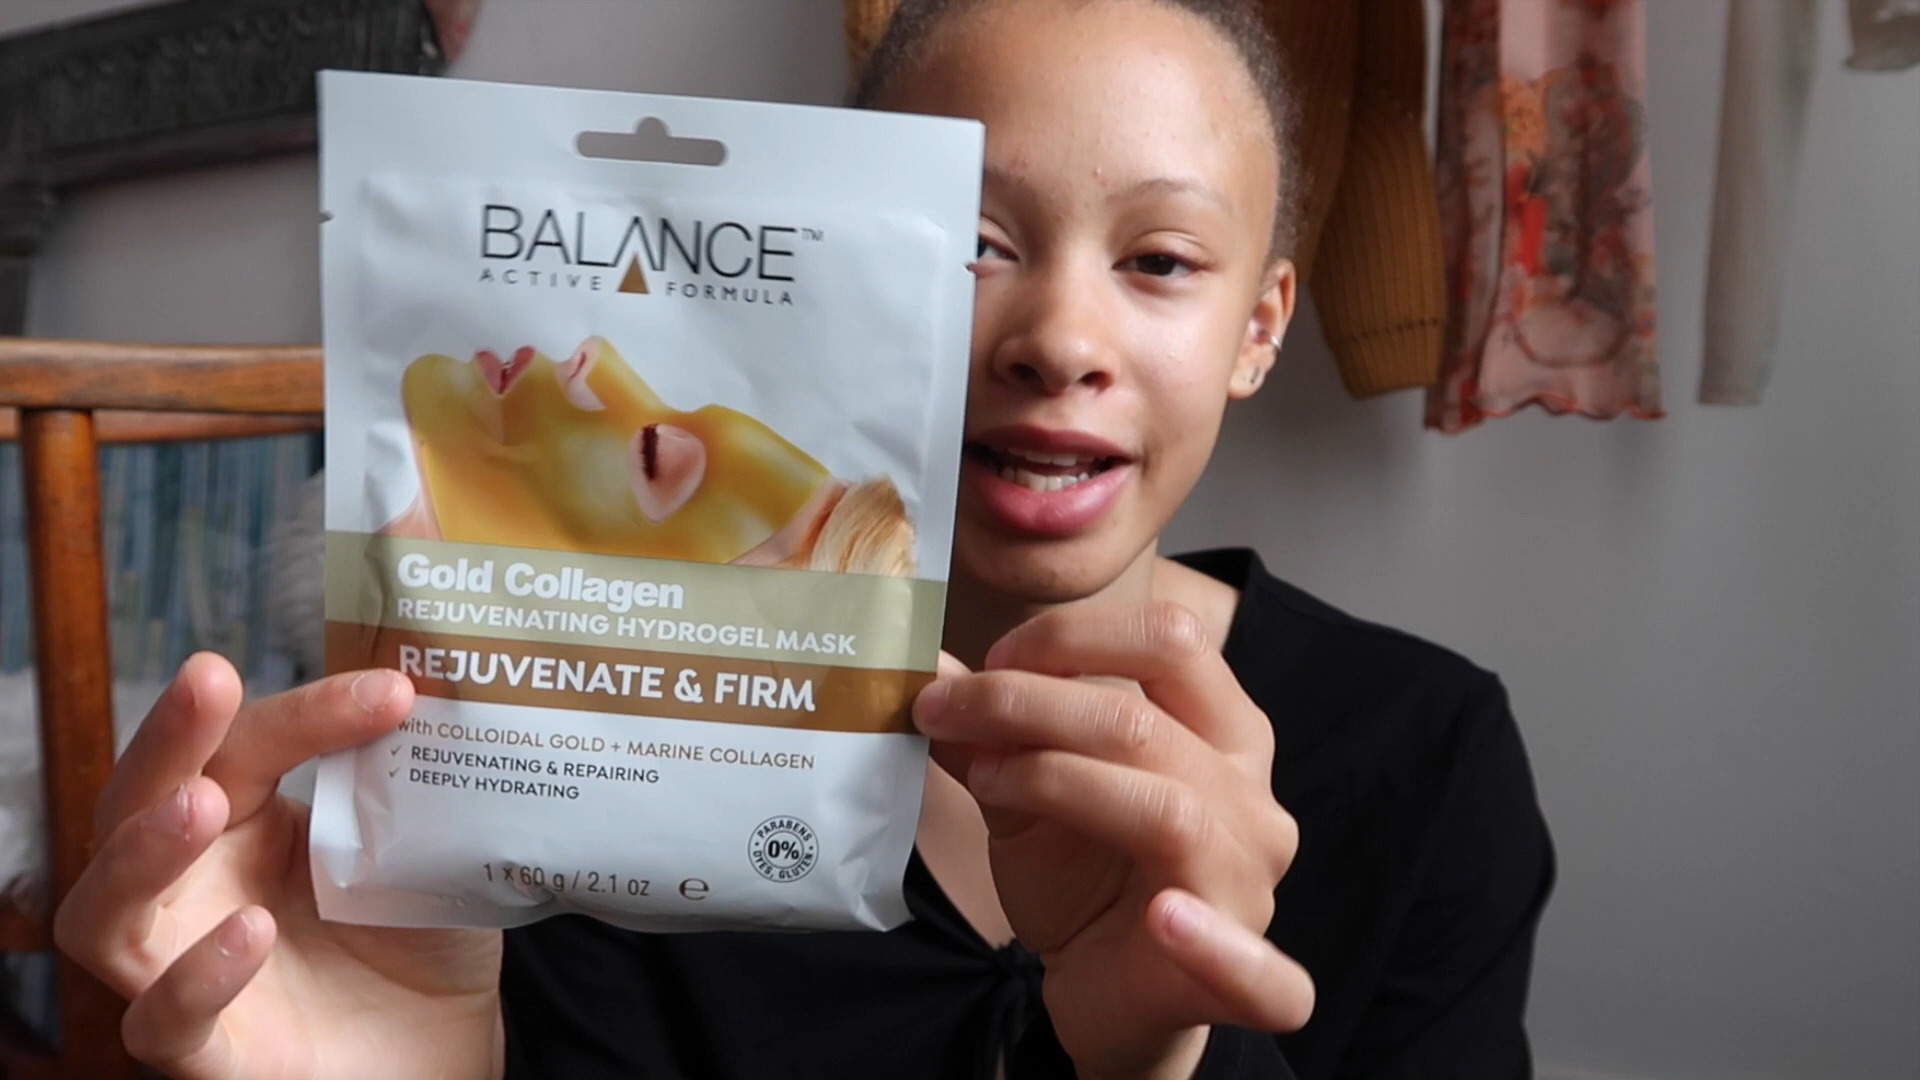 BALANCE™
ACTIVE FORMULA
Gold Collagen
REJUVENATING HYDROGEL MASK
REJUVENATE & FIRM
with COLLOIDAL GOLD + MARINE COLLAGEN
✓ REJUVENATING & REPAIRING
✓ DEEPLY HYDRATING
PARABENS
0%
DYES, GLUTEN
1 x 60 g / 2.1 oz ℮